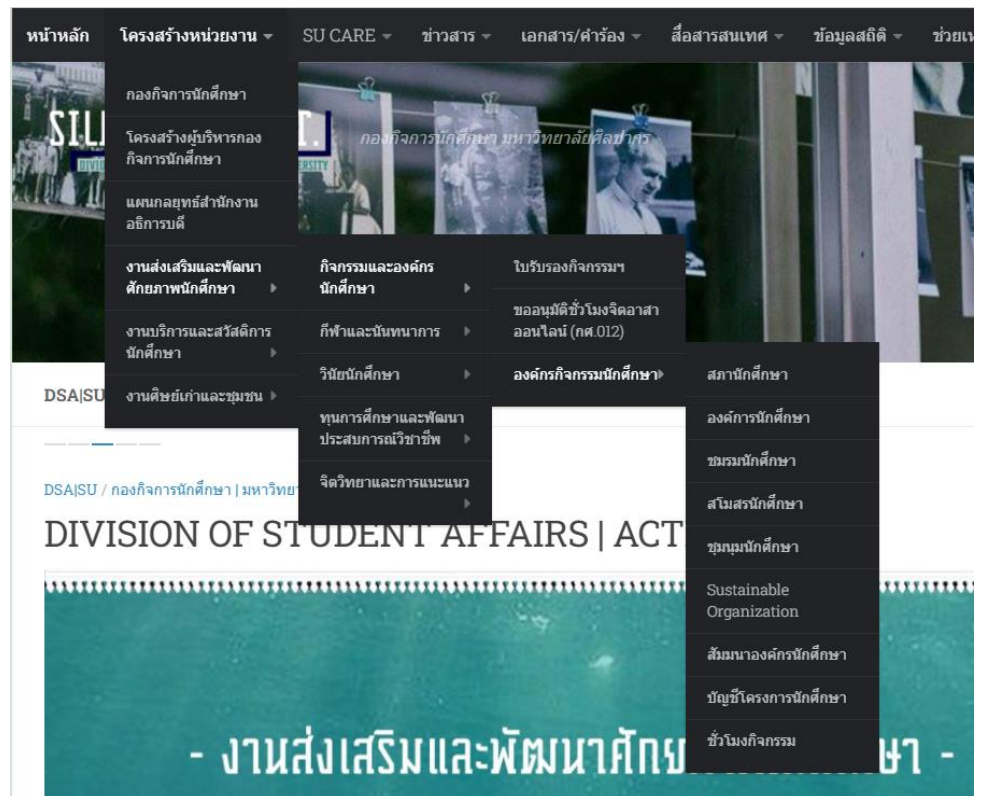 หน้าหลัก โครงสร้างหน่วยงาน SU CARE ข่าวสาร เอกสาร/คำร้อง สื่อสารสนเทศ ข้อมูลสถิติ
กองกิจการนักศึกษา
โครงสร้างผู้บริหารกอง
กิจการนักศึกษา
แผนกลยุทธ์สำนักงาน
อธิการบดี
งานส่งเสริมและพัฒนา
ศักยภาพนักศึกษา
งานบริการและสวัสดิการ
นักศึกษา
งานศิษย์เก่าและชุมชน
กองกิจการนักศึกษา มหาวิทยาลัยศิลปากร
กิจกรรมและองค์กร
นักศึกษา
กีฬาและนันทนาการ
วินัยนักศึกษา
ทุนการศึกษาและพัฒนา
ประสบการณ์วิชาชีพ
จิตวิทยาและการแนะแนว
ใบรับรองกิจกรรมฯ
ขออนุมัติชั่วโมงจิตอาสา
ออนไลน์ (กศ.012)
องค์กรกิจกรรมนักศึกษา
สภานักศึกษา
องค์การนักศึกษา
ชมรมนักศึกษา
สโมสรนักศึกษา
ชุมนุมนักศึกษา
Sustainable
Organization
สัมมนาองค์กรนักศึกษา
บัญชีโครงการนักศึกษา
ชั่วโมงกิจกรรม
DSA|SU
DSA|SU / กองกิจการนักศึกษา |
DIVISION OF STUDENT AFFAIRS |
- งานส่งเสริมและพัฒนา